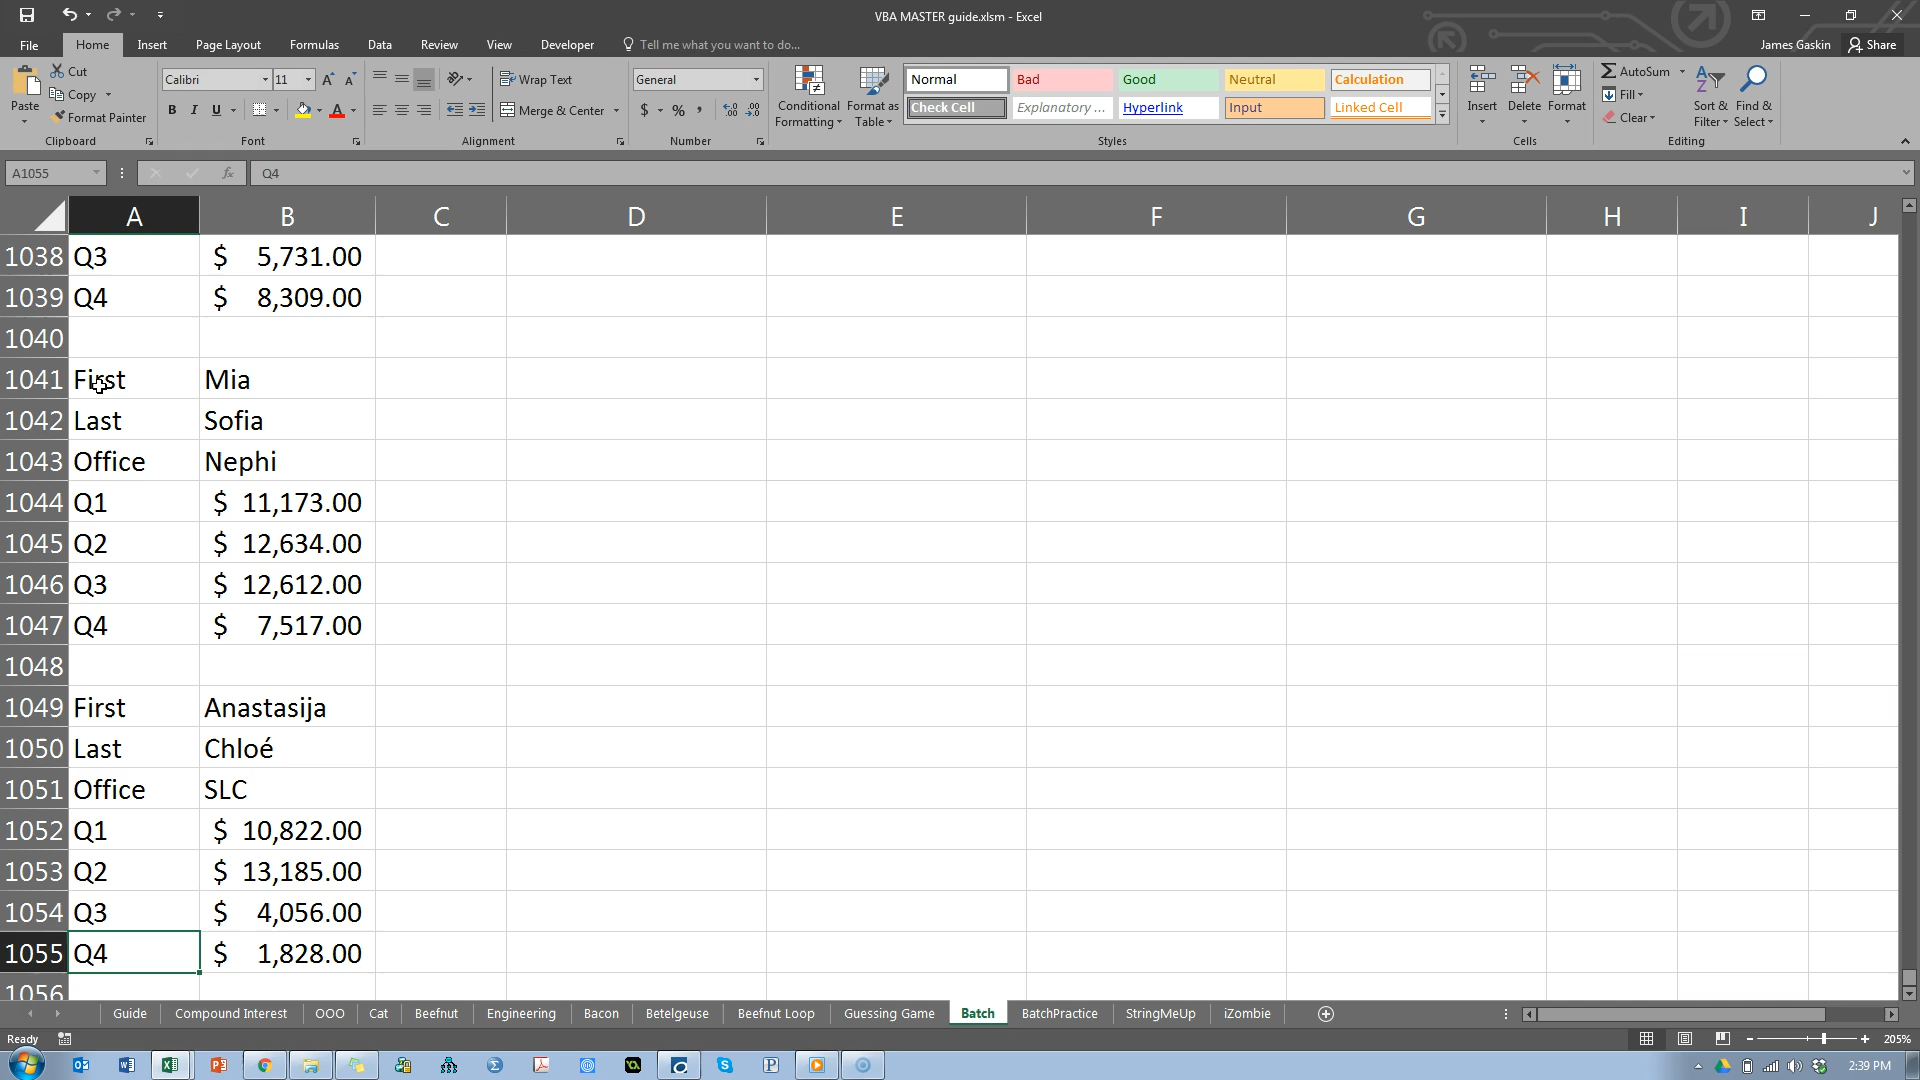 VBA MASTER guide.xlsm - Excel
File Home Insert Page Layout Formulas Data Review View Developer Tell me what you want to do... James Gaskin Share
Cut
Copy
Format Painter
Paste
Clipboard
Calibri 11
B I U
Font
Wrap Text
Merge & Center
Alignment
General
$ % ,
Number
Conditional Formatting
Format as Table
Normal Bad Good Neutral Calculation
Check Cell Explanatory ... Hyperlink Input Linked Cell
Styles
Insert Delete Format
Cells
AutoSum
Fill
Clear
Sort & Filter
Find & Select
Editing
A1055 fx Q4
A B C D E F G H I J
1038 Q3 $ 5,731.00
1039 Q4 $ 8,309.00
1040
1041 First Mia
1042 Last Sofia
1043 Office Nephi
1044 Q1 $ 11,173.00
1045 Q2 $ 12,634.00
1046 Q3 $ 12,612.00
1047 Q4 $ 7,517.00
1048
1049 First Anastasija
1050 Last Chloé
1051 Office SLC
1052 Q1 $ 10,822.00
1053 Q2 $ 13,185.00
1054 Q3 $ 4,056.00
1055 Q4 $ 1,828.00
1056
Guide Compound Interest OOO Cat Beefnut Engineering Bacon Betelgeuse Beefnut Loop Guessing Game Batch BatchPractice StringMeUp iZombie
Ready 205%
2:39 PM